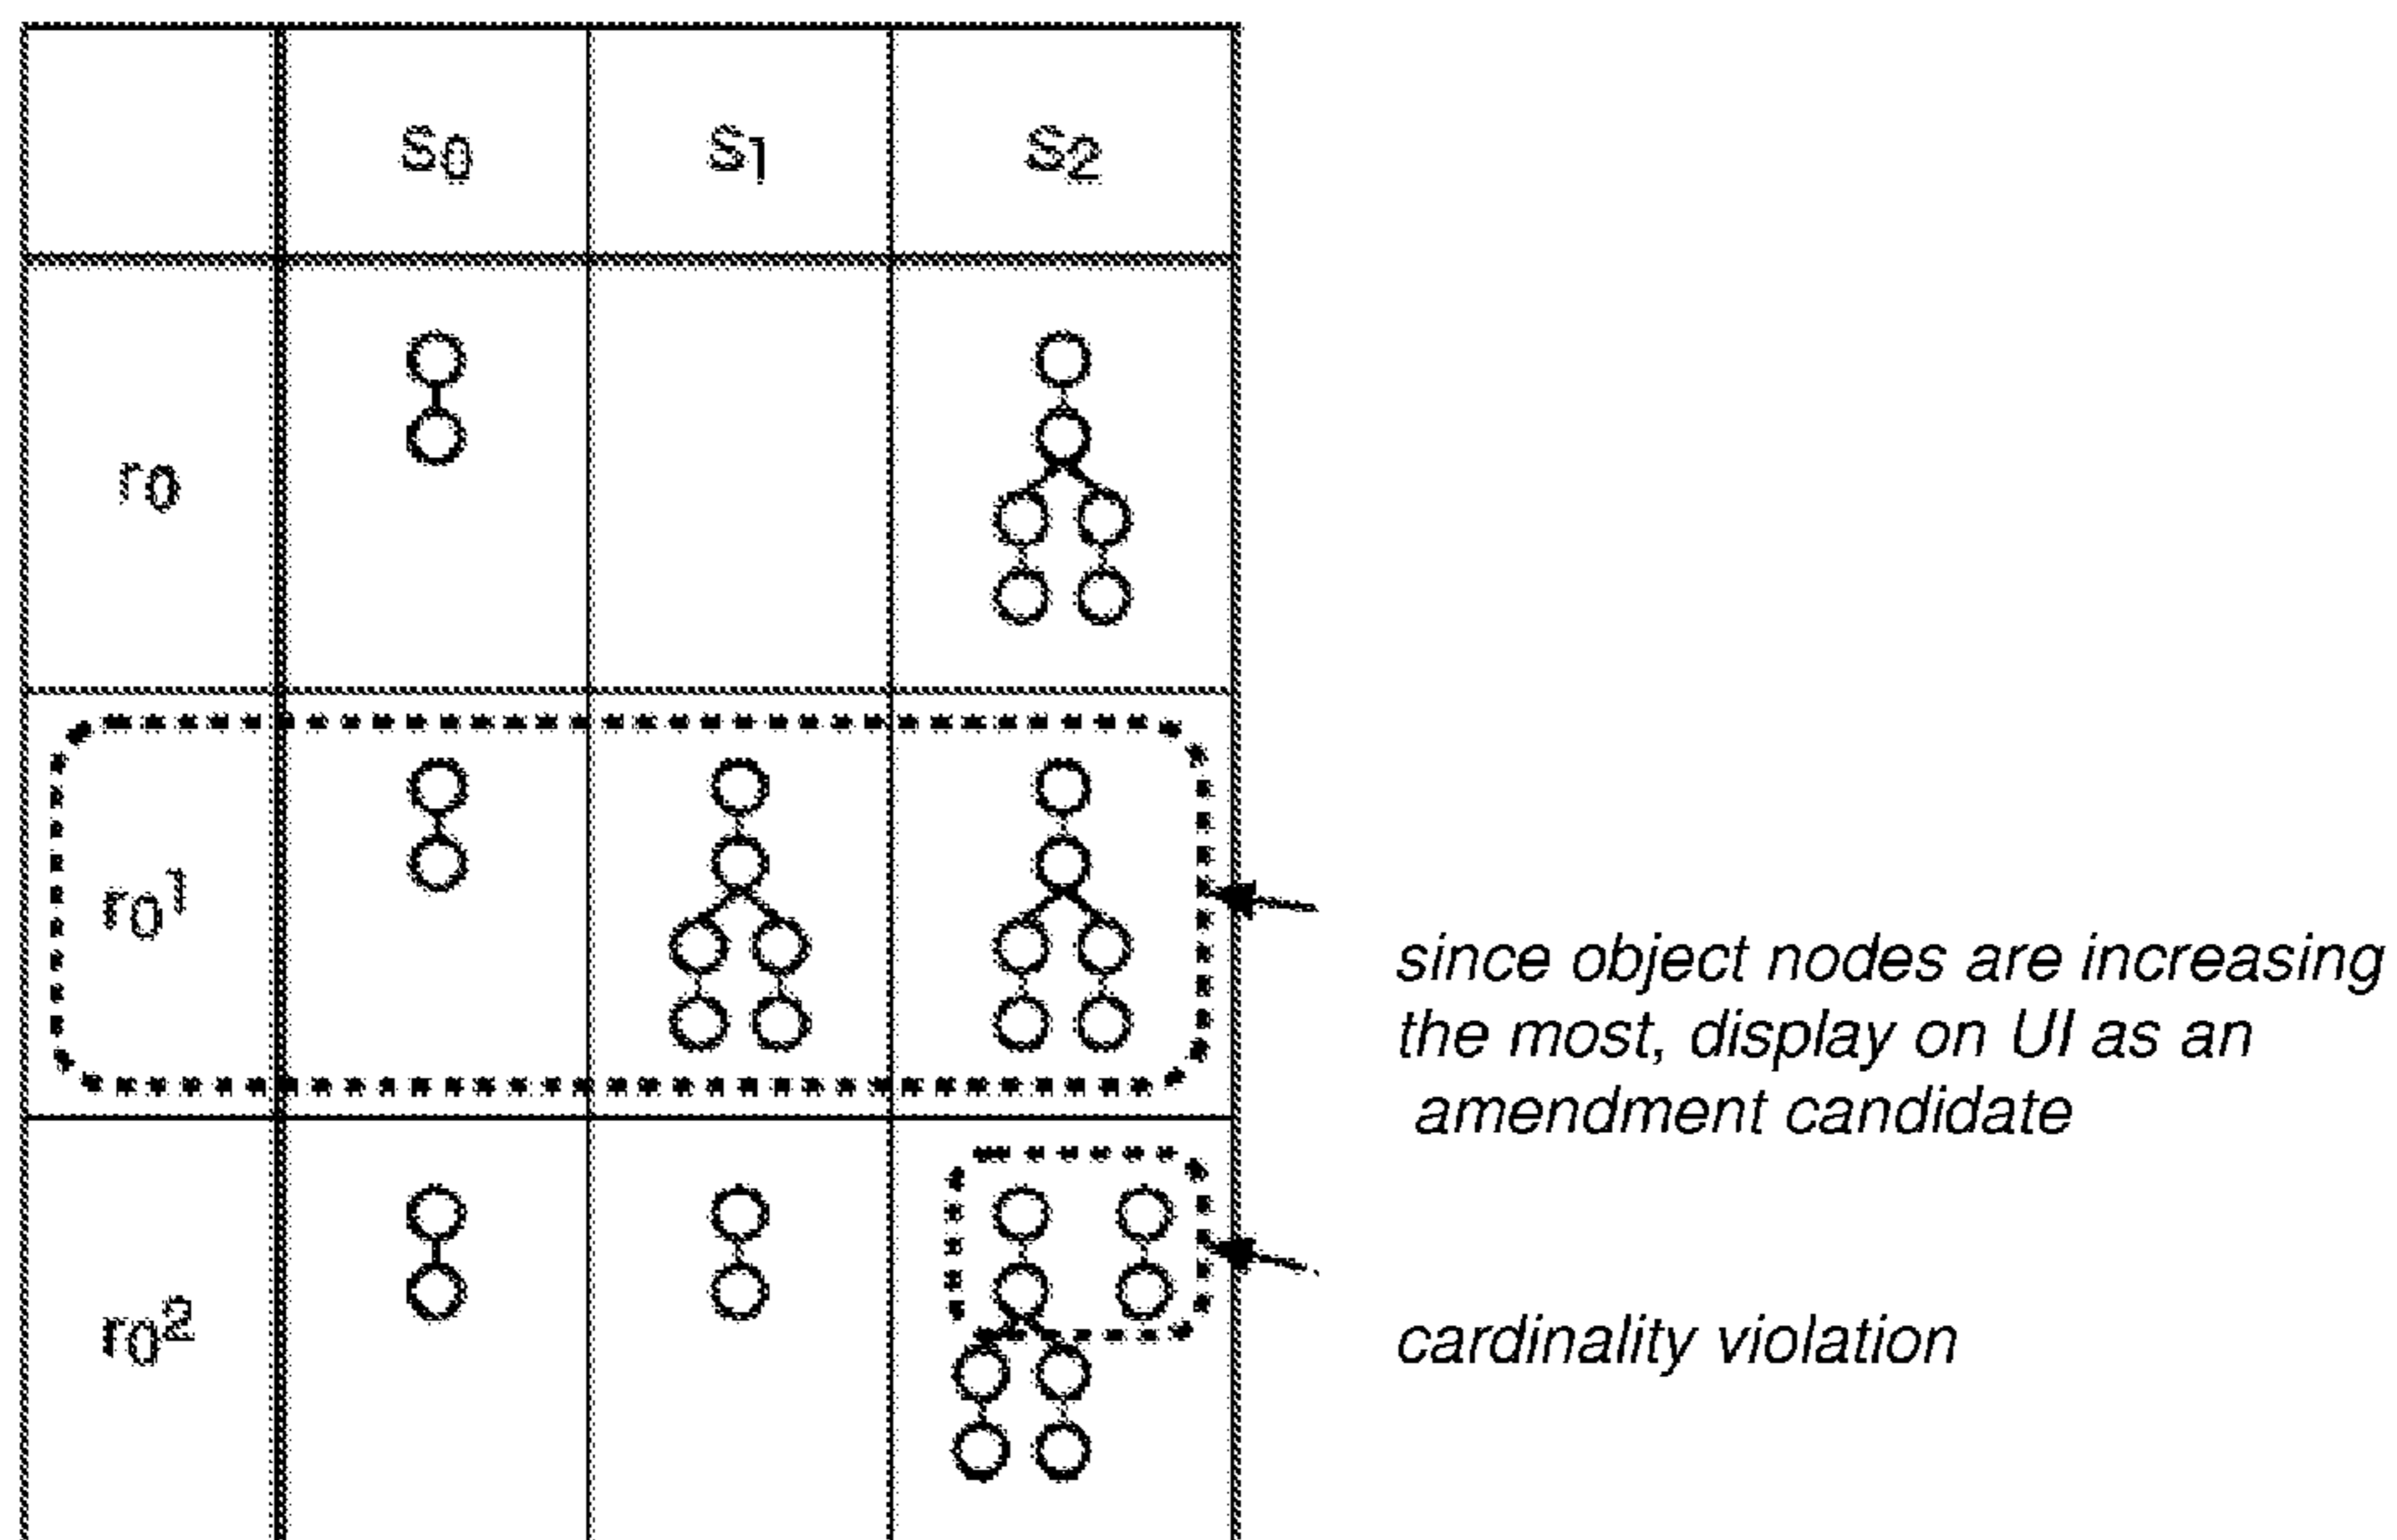 s₀ s₁ s₂
r₀
r₀¹
since object nodes are increasing
the most, display on UI as an
amendment candidate
r₀²
cardinality violation